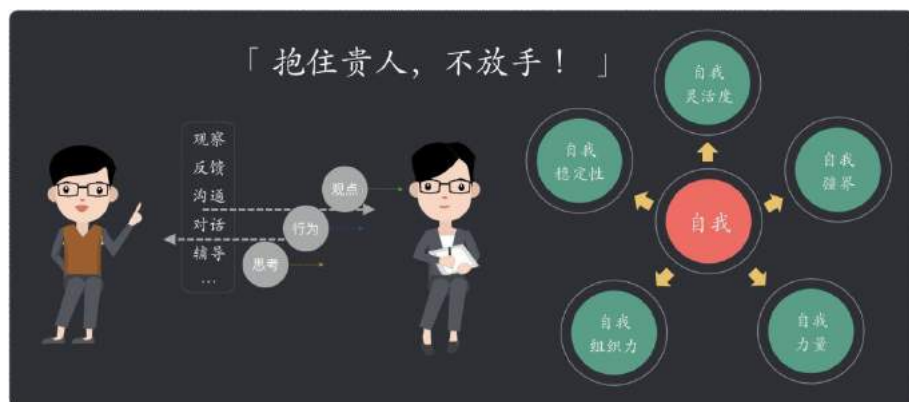 「 抱住贵人，不放手！ 」
观察
反馈
沟通
对话
辅导
...
观点
行为
思考
自我
灵活度
自我
稳定性
自我
强界
自我
自我
组织力
自我
力量